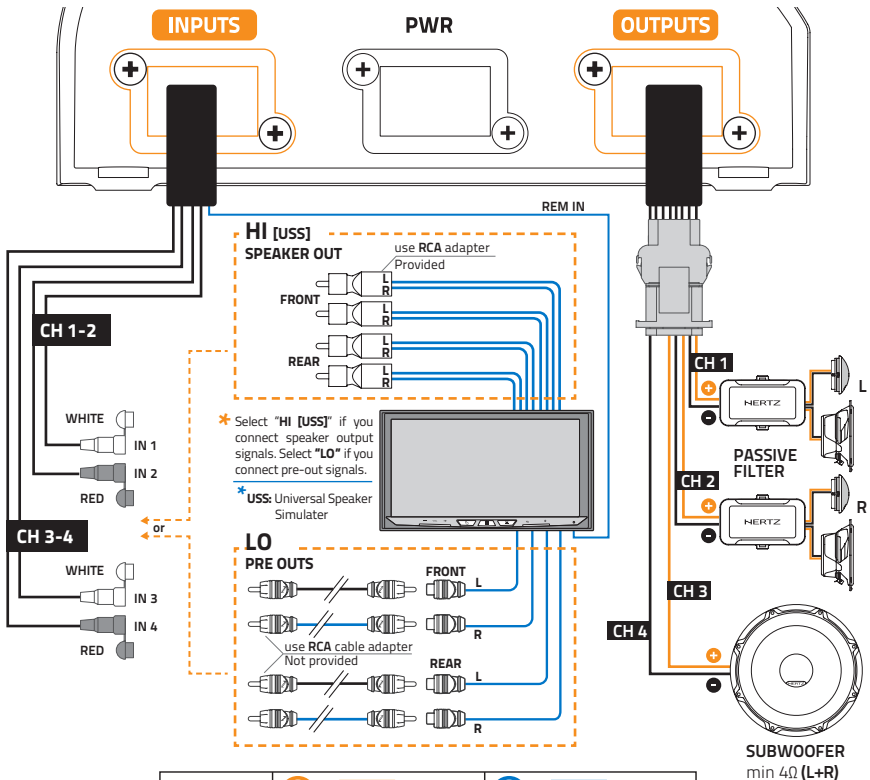 INPUTS
PWR
OUTPUTS
REM IN
HI [USS]
SPEAKER OUT
use RCA adapter
Provided
L
R
FRONT
L
R
L
R
REAR
L
R
CH 1-2
WHITE
IN 1
IN 2
RED
CH 3-4
WHITE
IN 3
IN 4
RED
or
* Select "HI [USS]" if you
connect speaker output
signals. Select "LO" if you
connect pre-out signals.
* USS: Universal Speaker
Simulater
LO
PRE OUTS
FRONT
L
R
use RCA cable adapter
Not provided
REAR
L
R
CH 1
+
-
HERTZ
L
PASSIVE
FILTER
CH 2
+
-
HERTZ
R
CH 3
CH 4
+
-
HERTZ
SUBWOOFER
min 4Ω (L+R)